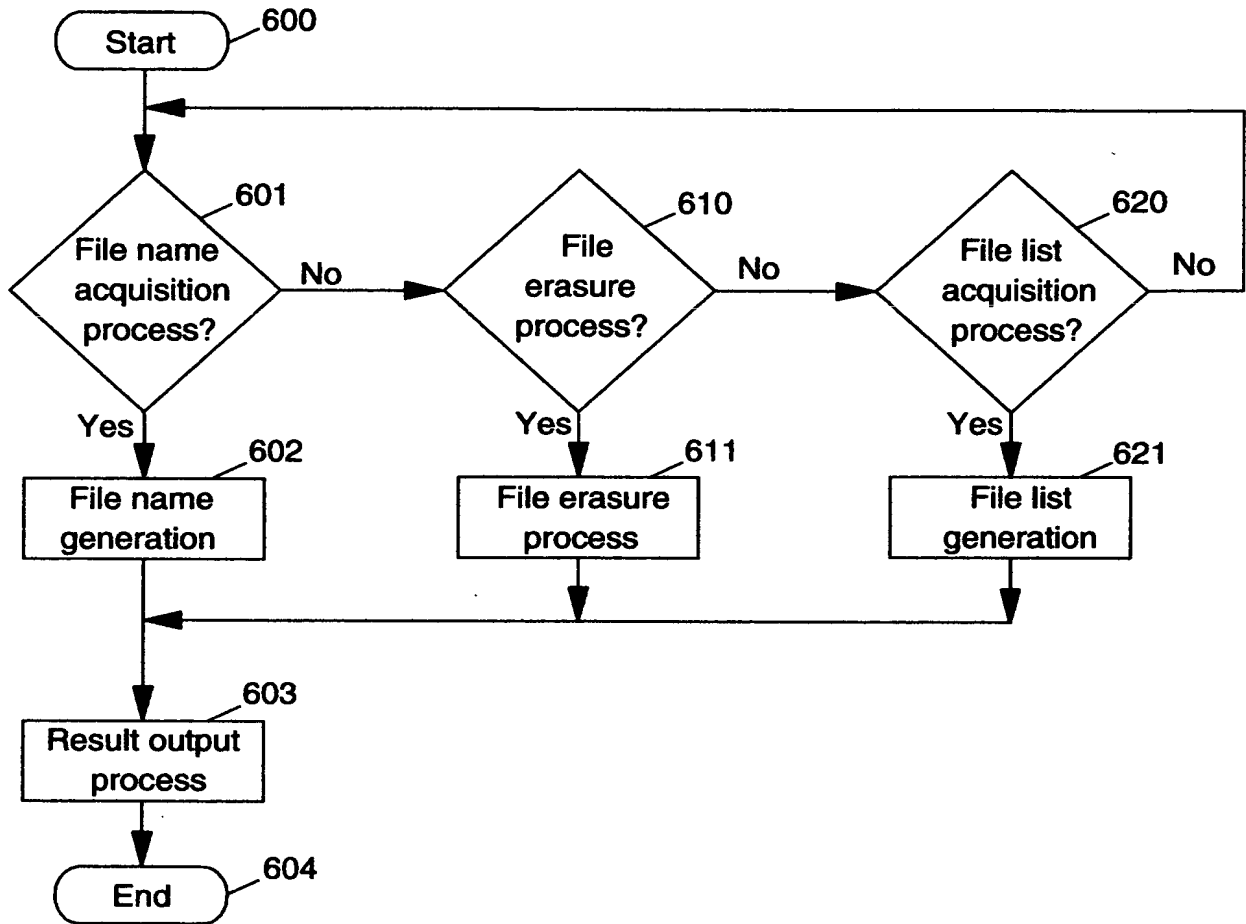 Start
600
601
File name
acquisition
process?
No
610
File
erasure
process?
No
620
File list
acquisition
process?
No
Yes
602
File name
generation
Yes
611
File erasure
process
Yes
621
File list
generation
603
Result output
process
604
End